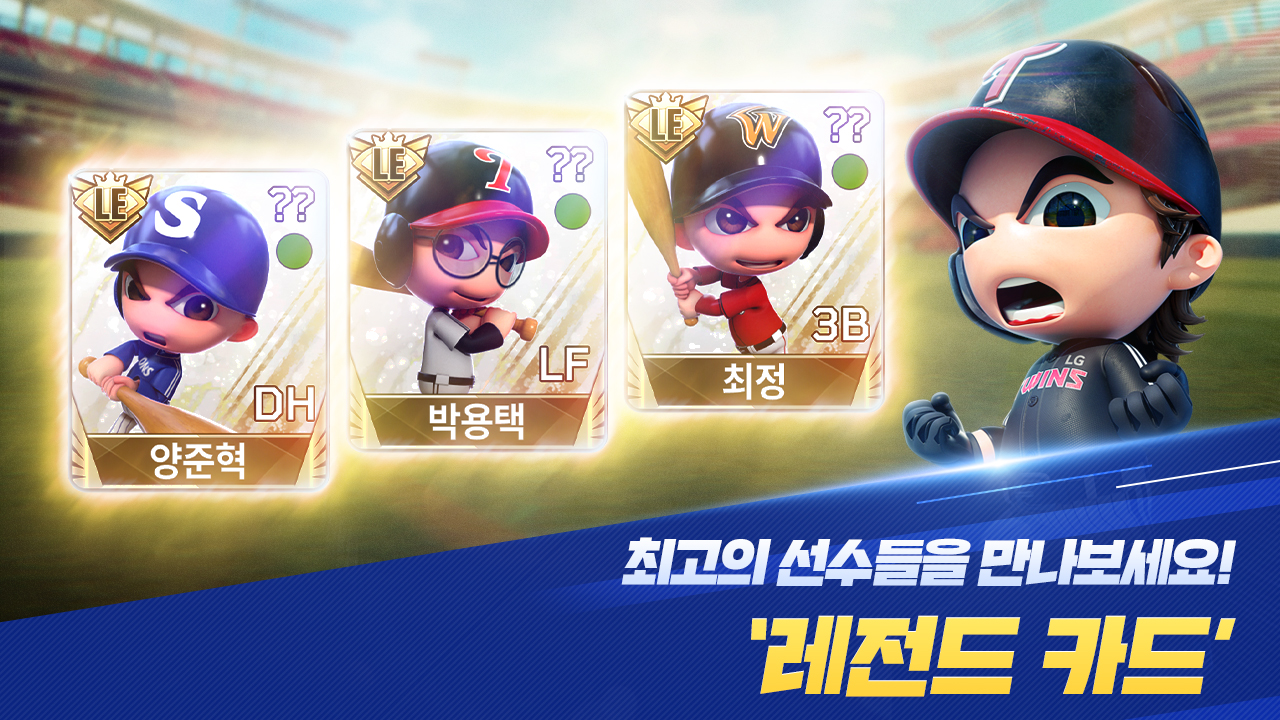 LE
??
S
IONS
DH
양준혁
LE
??
T
LF
박용택
LE
??
W
3B
최정
T
LG
TWINS
최고의 선수들을 만나보세요!
'레전드 카드'